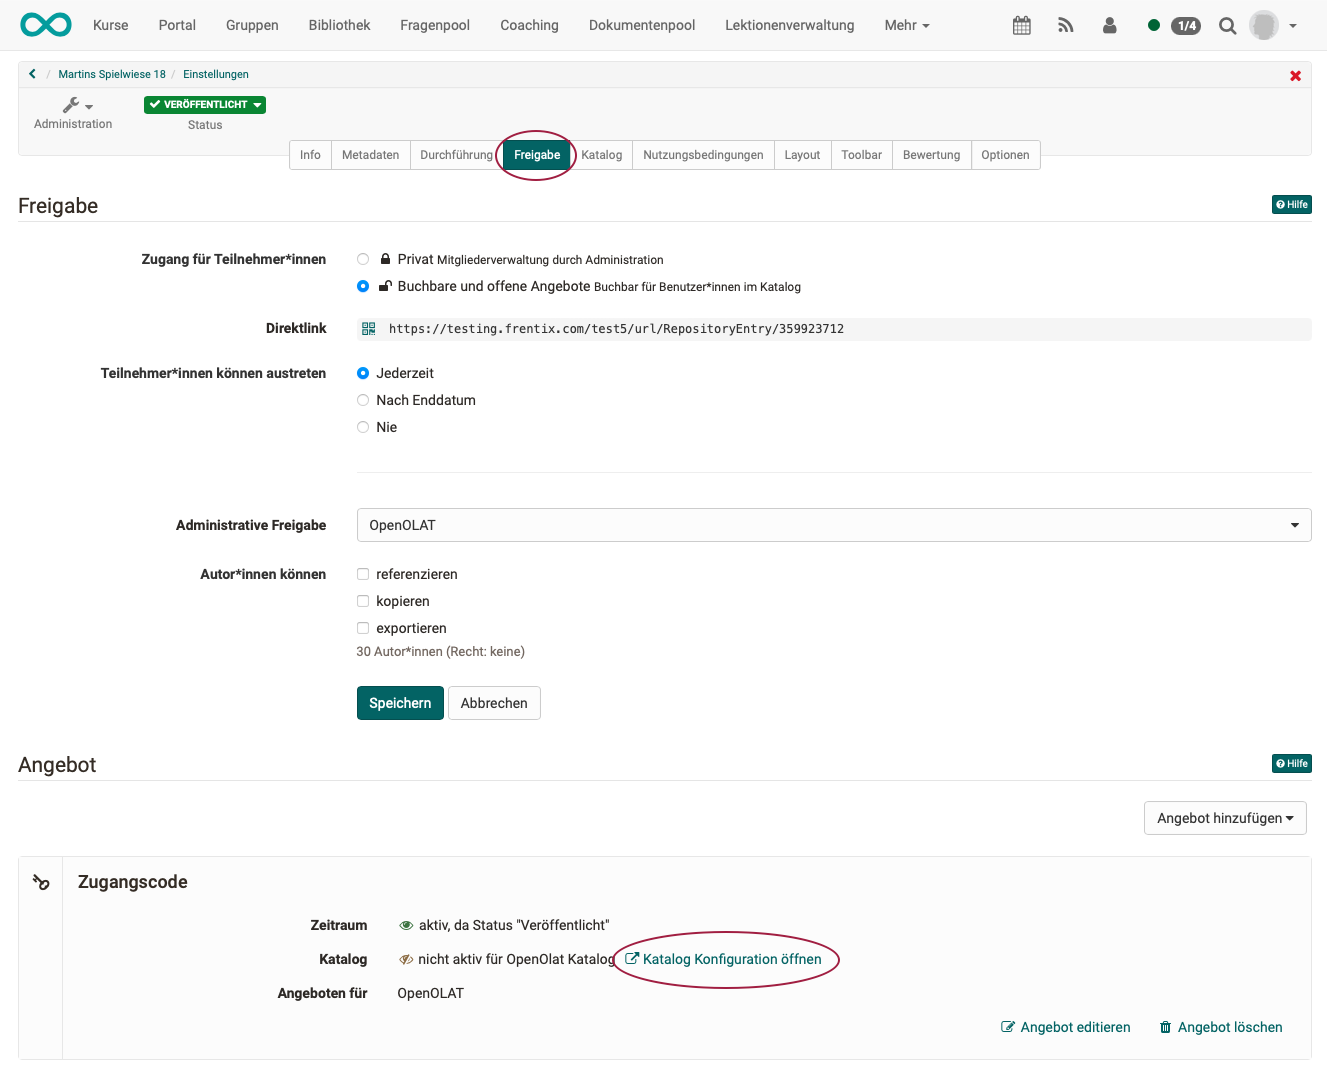 Kurse Portal Gruppen Bibliothek Fragenpool Coaching Dokumentenpool Lektionenverwaltung Mehr 1/4
/ Martins Spielwiese 18 / Einstellungen
Administration
VERÖFFENTLICHT
Status
Info Metadaten Durchführung Freigabe Katalog Nutzungsbedingungen Layout Toolbar Bewertung Optionen
Freigabe
Hilfe
Zugang für Teilnehmer*innen
Privat Mitgliederverwaltung durch Administration
Buchbare und offene Angebote Buchbar für Benutzer*innen im Katalog
Direktlink
https://testing.frentix.com/test5/url/RepositoryEntry/359923712
Teilnehmer*innen können austreten
Jederzeit
Nach Enddatum
Nie
Administrative Freigabe
OpenOLAT
Autor*innen können
referenzieren
kopieren
exportieren
30 Autor*innen (Recht: keine)
Speichern Abbrechen
Angebot
Hilfe
Angebot hinzufügen
Zugangscode
Zeitraum
aktiv, da Status "Veröffentlicht"
Katalog
nicht aktiv für OpenOlat Katalog Katalog Konfiguration öffnen
Angeboten für
OpenOLAT
Angebot editieren Angebot löschen